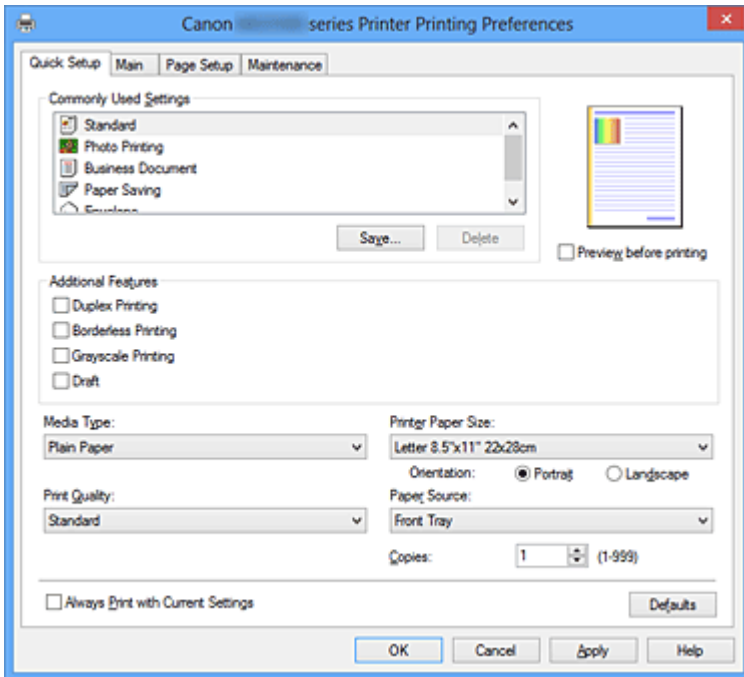 Canon series Printer Printing Preferences
Quick Setup Main Page Setup Maintenance
Commonly Used Settings
Standard
Photo Printing
Business Document
Paper Saving
Envelope
Save... Delete
Preview before printing
Additional Features
Duplex Printing
Borderless Printing
Grayscale Printing
Draft
Media Type: Printer Paper Size:
Plain Paper Letter 8.5"x11" 22x28cm
Orientation: Portrait Landscape
Print Quality: Paper Source:
Standard Front Tray
Copies: 1 (1-999)
Always Print with Current Settings Defaults
OK Cancel Apply Help